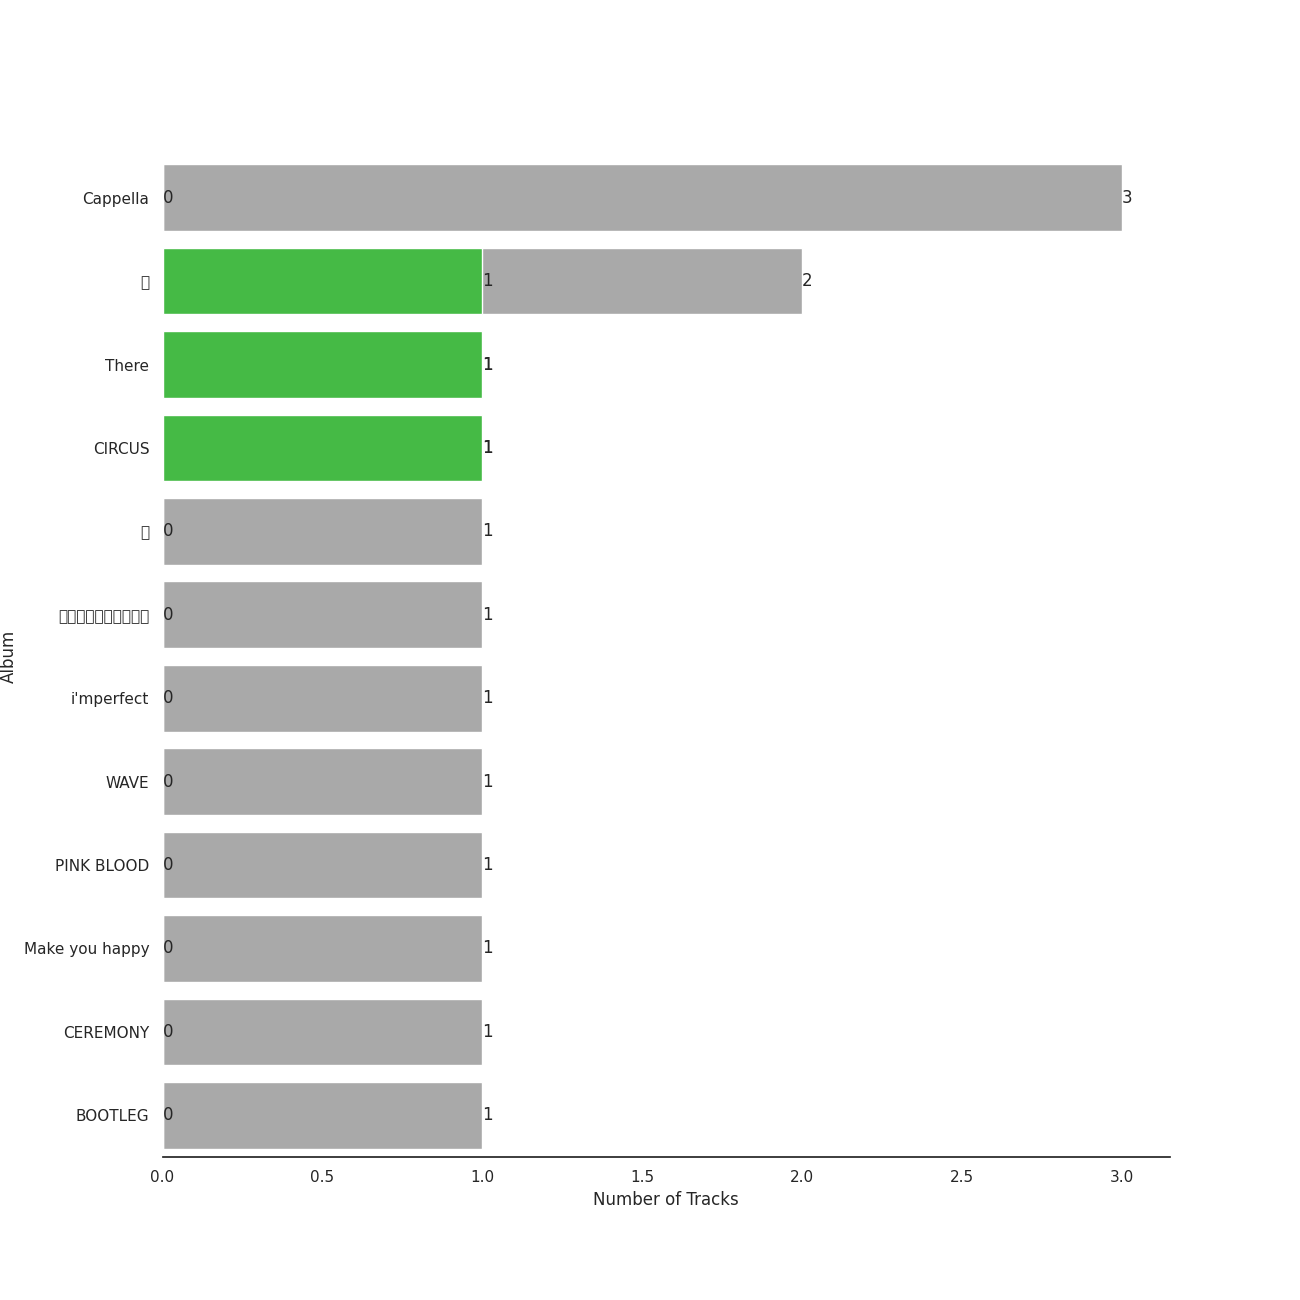 Cappella 0 3
1 2
There 1
CIRCUS 1
0 1
0 1
i'mperfect 0 1
WAVE 0 1
PINK BLOOD 0 1
Make you happy 0 1
CEREMONY 0 1
BOOTLEG 0 1
Album
0.0 0.5 1.0 1.5 2.0 2.5 3.0
Number of Tracks